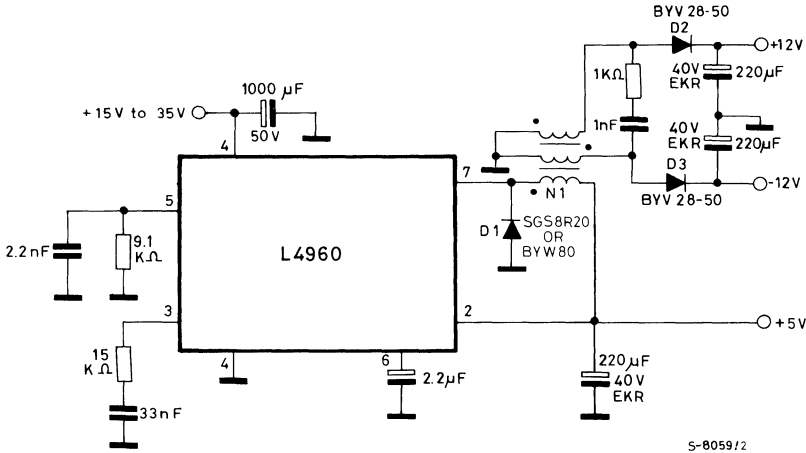 BYV 28-50
D2
+12V
1000 µF
1KΩ
40V
EKR
220µF
+15V to 35V
50V
4
1nF
40V
EKR
220µF
7
N1
D3
-12V
BYV 28-50
5
D1
SGS8R20
OR
BYW80
2.2nF
9.1
KΩ
L4960
3
2
+5V
15
KΩ
4
6
2.2µF
220µF
40V
EKR
33nF
S-8059/2